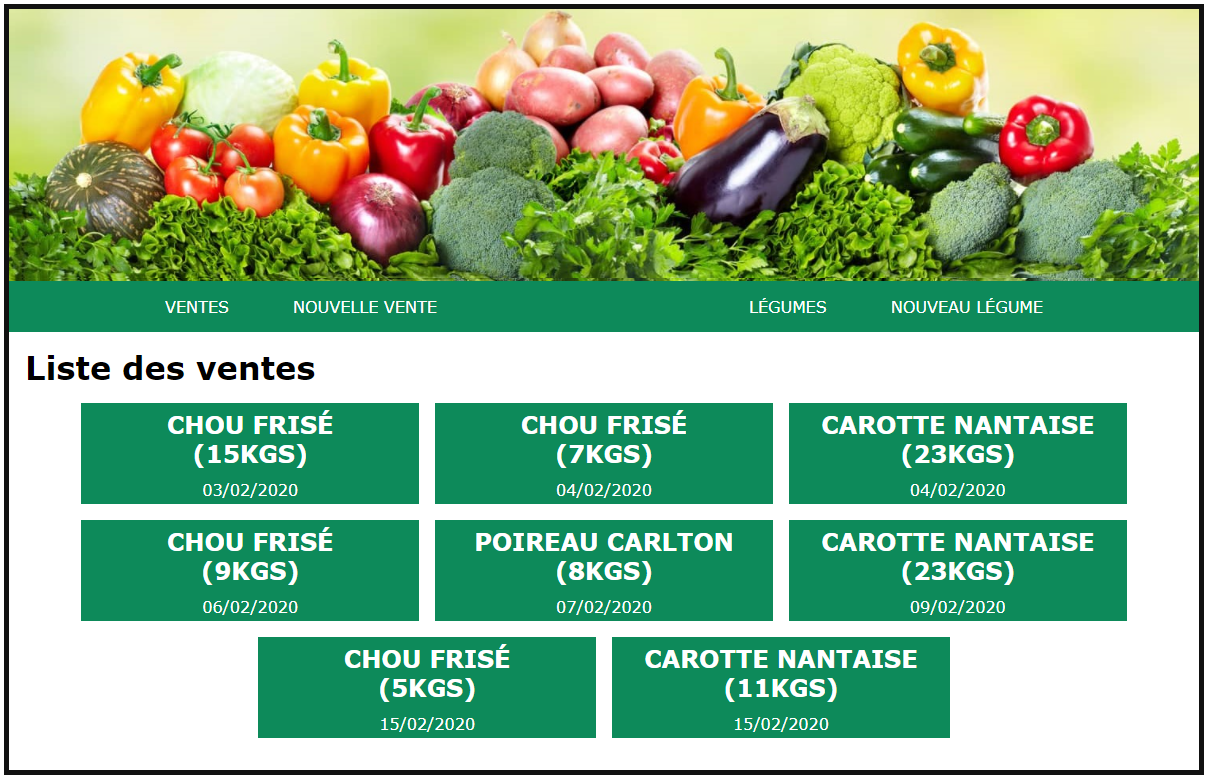 VENTES NOUVELLE VENTE LÉGUMES NOUVEAU LÉGUME
Liste des ventes
CHOU FRISÉ
(15KGS)
03/02/2020
CHOU FRISÉ
(7KGS)
04/02/2020
CAROTTE NANTAISE
(23KGS)
04/02/2020
CHOU FRISÉ
(9KGS)
06/02/2020
POIREAU CARLTON
(8KGS)
07/02/2020
CAROTTE NANTAISE
(23KGS)
09/02/2020
CHOU FRISÉ
(5KGS)
15/02/2020
CAROTTE NANTAISE
(11KGS)
15/02/2020